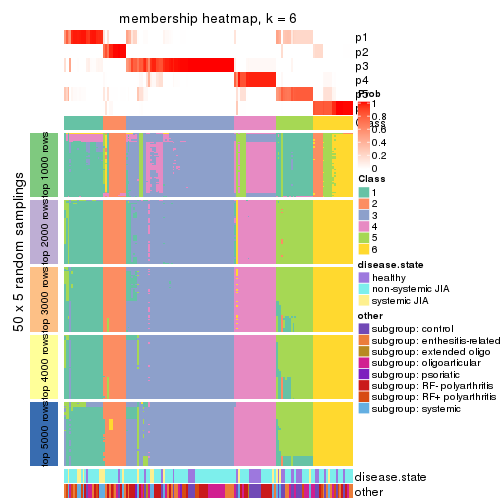 membership heatmap, k = 6
p1
p2
p3
p4
Prob
1
0.8
0.6
0.4
0.2
0
Class
1
2
3
4
5
6
disease.state
healthy
non-systemic JIA
systemic JIA
other
subgroup: control
subgroup: enthesitis-related
subgroup: extended oligo
subgroup: oligoarticular
subgroup: psoriatic
subgroup: RF- polyarthritis
subgroup: RF+ polyarthritis
subgroup: systemic
50 x 5 random samplings
top 1000 rows
top 2000 rows
top 3000 rows
top 4000 rows
top 5000 rows
disease.state
other